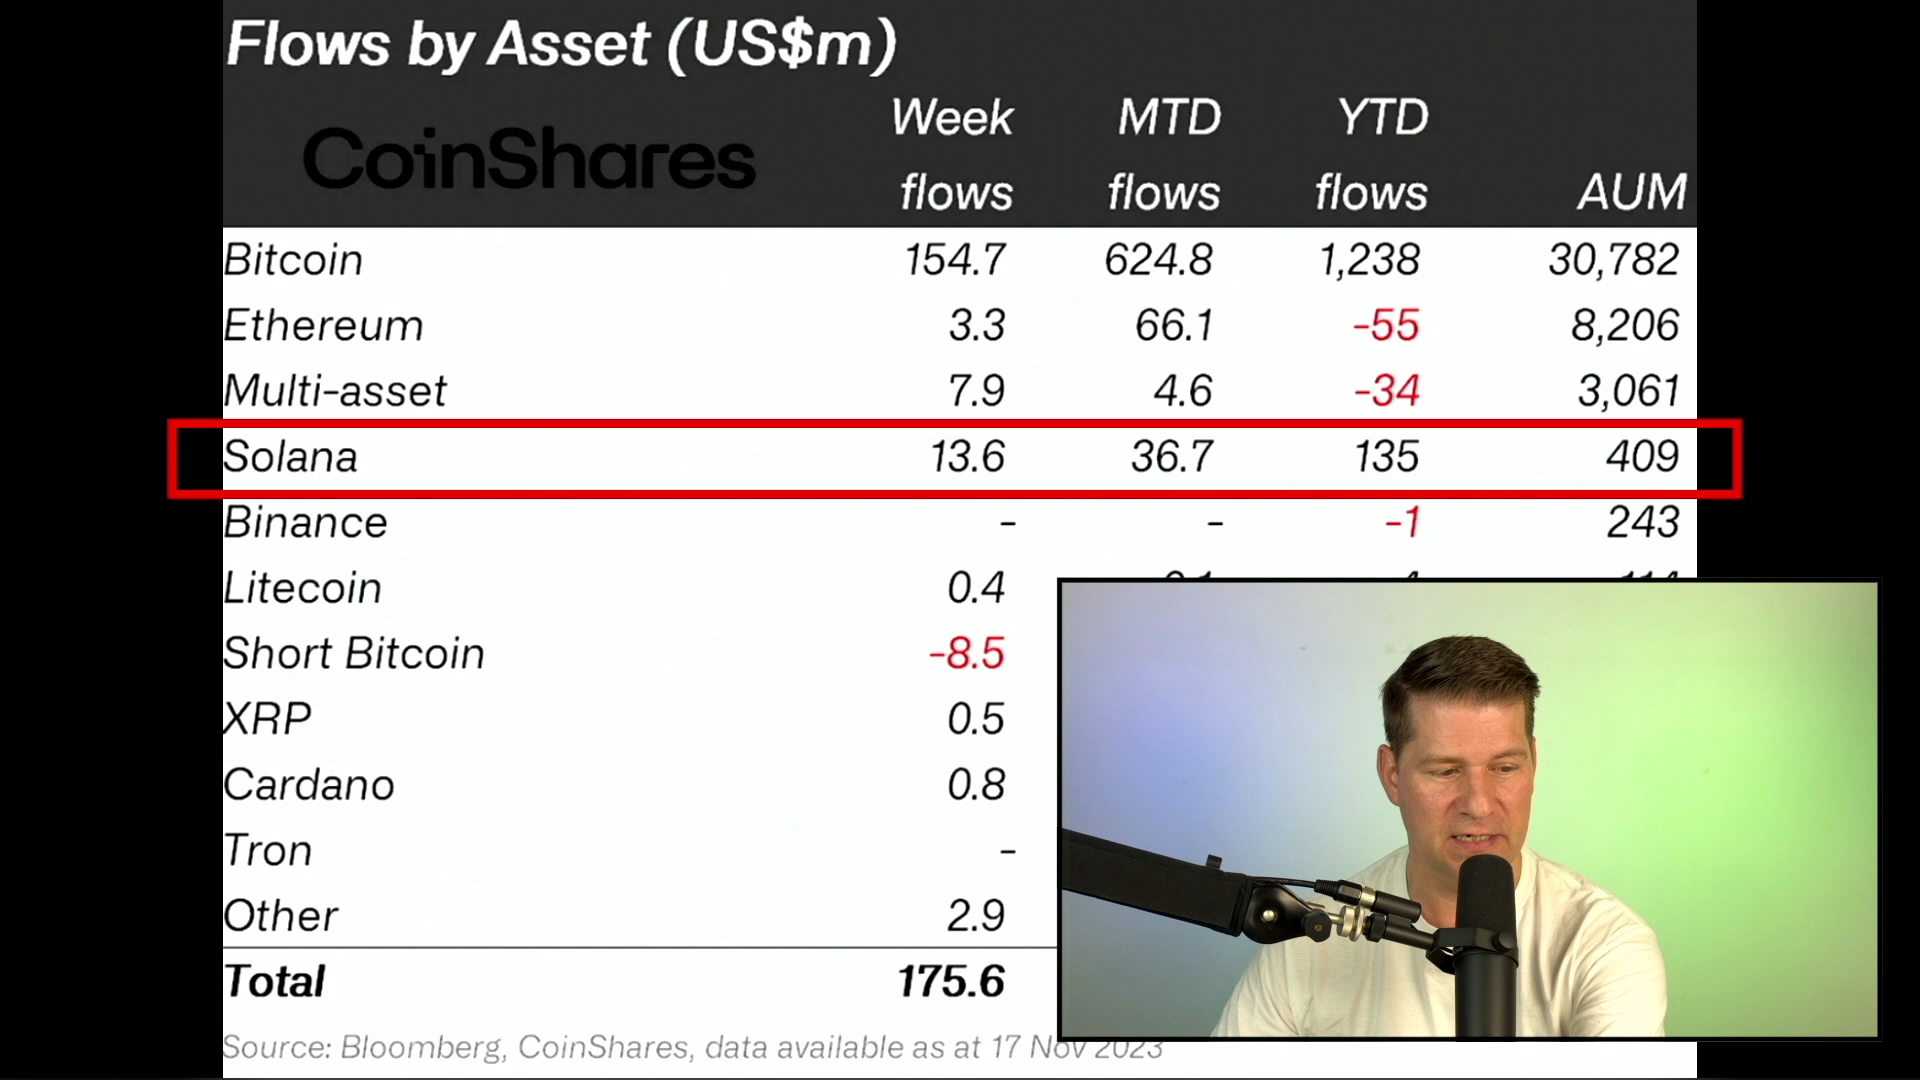 Flows by Asset (US$m)
CoinShares
Week flows MTD flows YTD flows AUM
Bitcoin 154.7 624.8 1,238 30,782
Ethereum 3.3 66.1 -55 8,206
Multi-asset 7.9 4.6 -34 3,061
Solana 13.6 36.7 135 409
Binance - - -1 243
Litecoin 0.4
Short Bitcoin -8.5
XRP 0.5
Cardano 0.8
Tron -
Other 2.9
Total 175.6
Source: Bloomberg, CoinShares, data available as at 17 Nov 2023